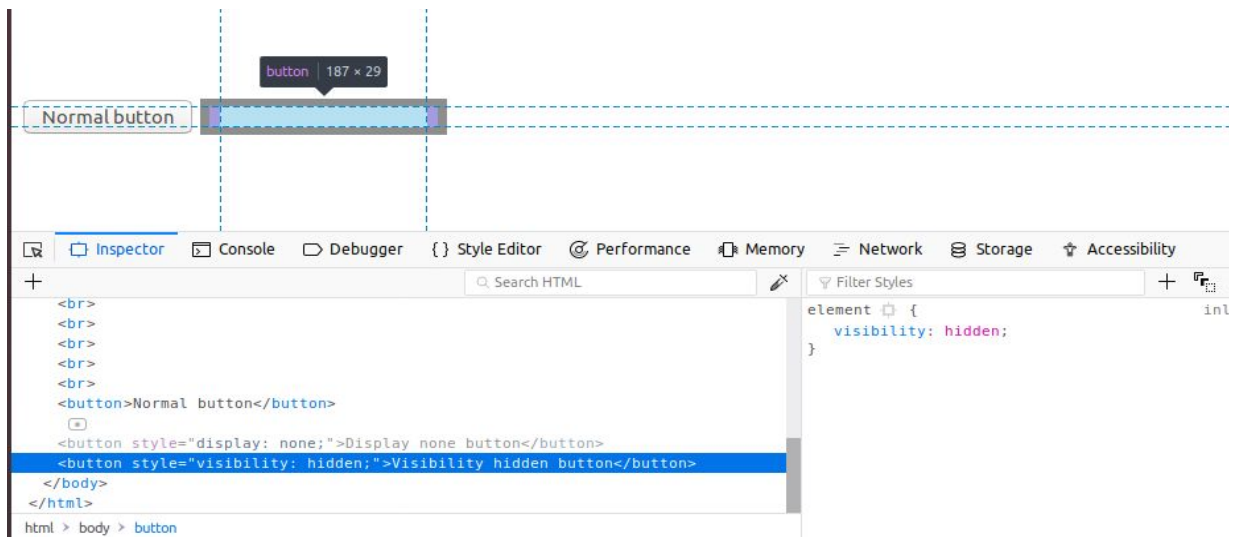 button | 187 × 29
Normal button
Inspector Console Debugger {} Style Editor Performance Memory Network Storage Accessibility
+ Search HTML Filter Styles +
<br>
<br>
<br>
<br>
<br>
<button>Normal button</button>
<button style="display: none;">Display none button</button>
<button style="visibility: hidden;">Visibility hidden button</button>
</body>
</html>
html > body > button
element { inl
visibility: hidden;
}